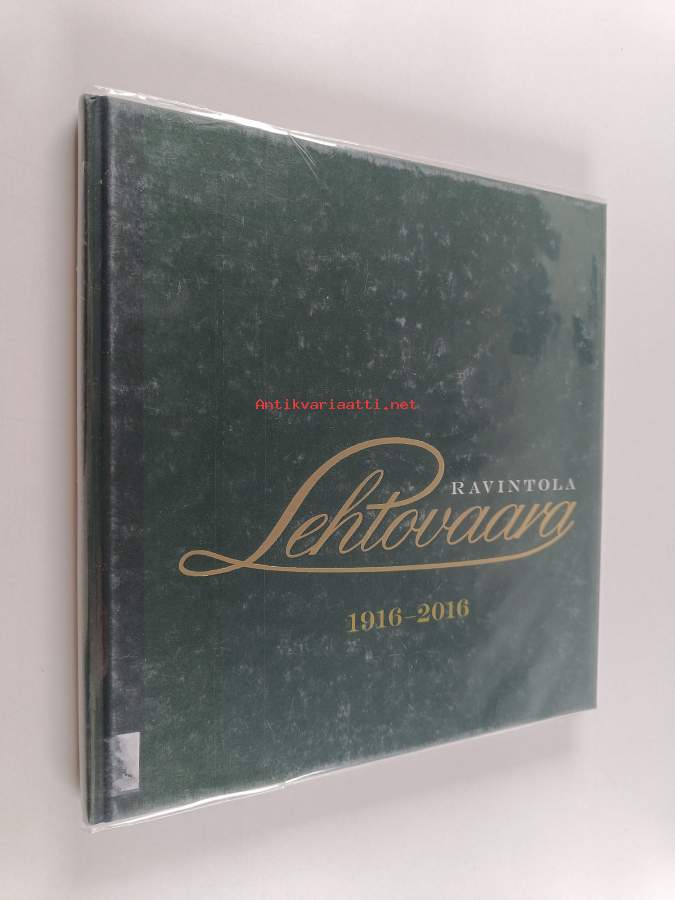 Antikvariaatti.net
RAVINTOLA
Lehtovaara
1916–2016